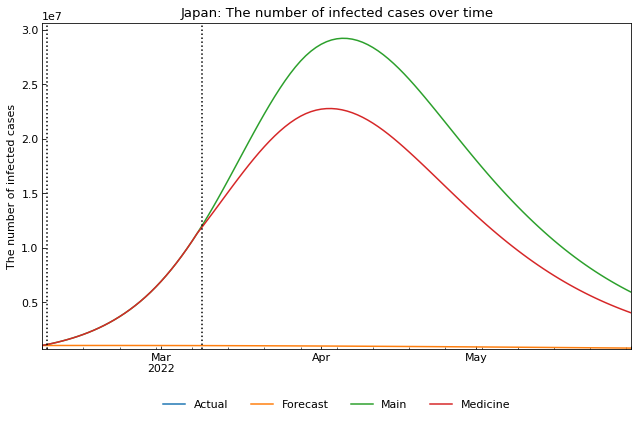 Japan: The number of infected cases over time
1e7
3.0
2.5
2.0
1.5
1.0
0.5
The number of infected cases
Mar
2022
Apr
May
Actual Forecast Main Medicine